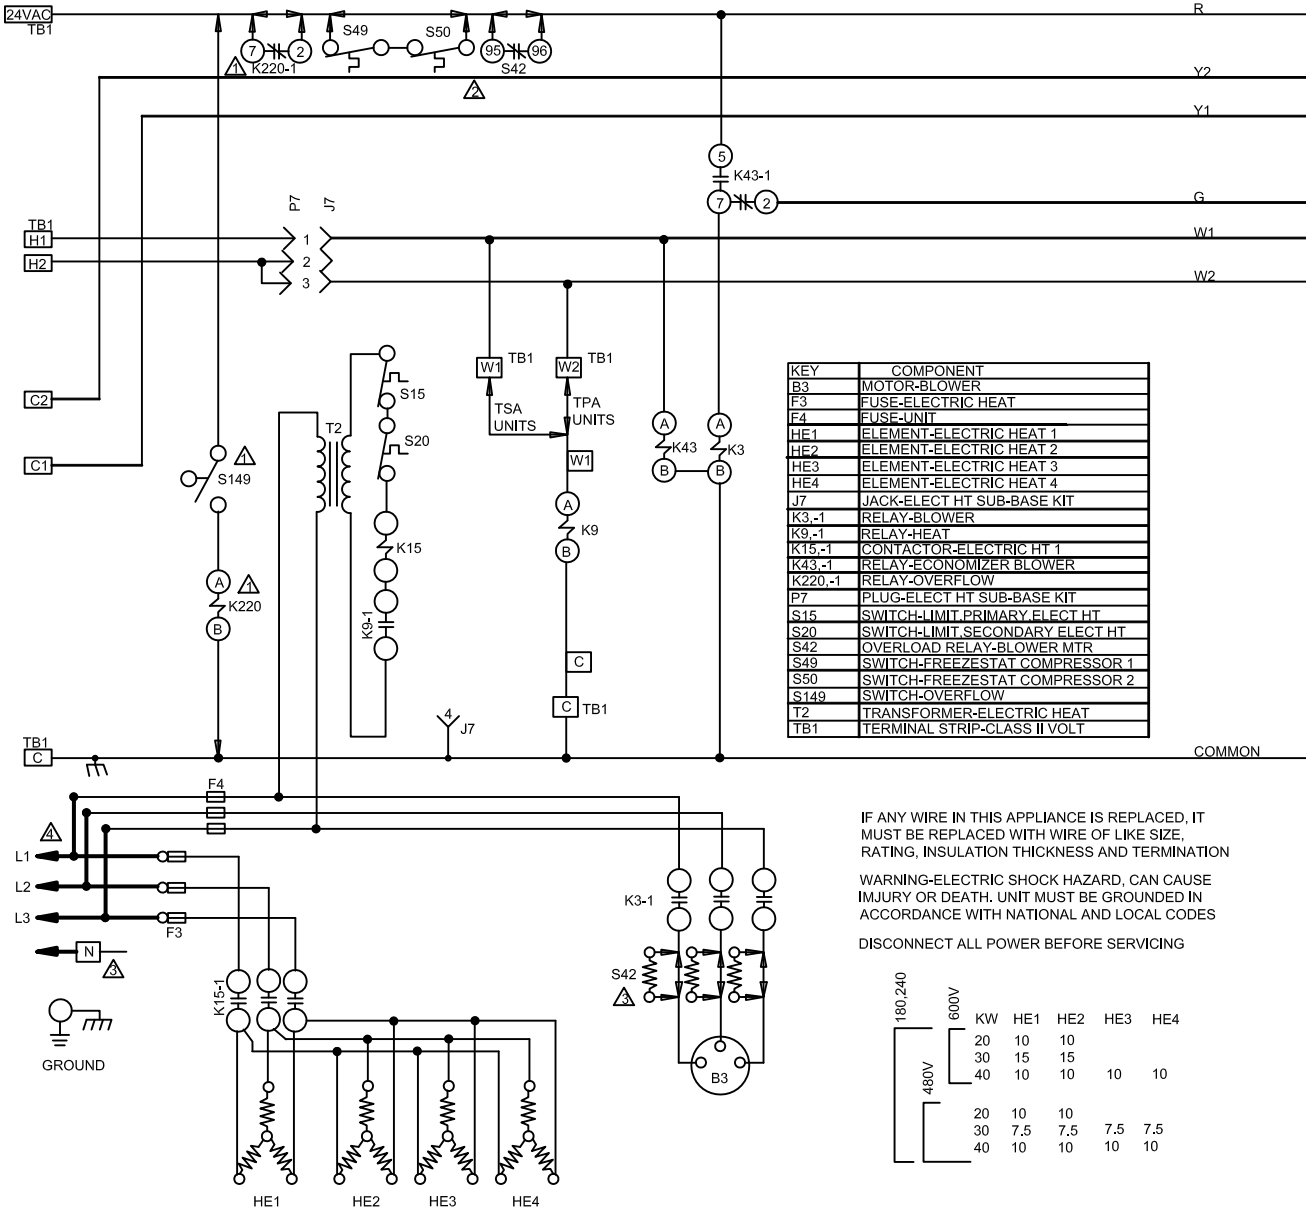 24VAC
TB1
R
S49
S50
7
2
95
96
1
K220-1
S42
2
Y2
Y1
5
K43-1
7
2
G
P7
J7
TB1
H1
1
W1
H2
2
3
W2
W1
TB1
W2
TB1
TSA
UNITS
TPA
UNITS
C2
C1
T2
S15
S20
1
S149
W1
A
K43
B
A
K3
B
A
K9
B
K15
K9-1
A
1
K220
B
C
C
TB1
4
J7
TB1
C
COMMON
KEY COMPONENT
B3 MOTOR-BLOWER
F3 FUSE-ELECTRIC HEAT
F4 FUSE-UNIT
HE1 ELEMENT-ELECTRIC HEAT 1
HE2 ELEMENT-ELECTRIC HEAT 2
HE3 ELEMENT-ELECTRIC HEAT 3
HE4 ELEMENT-ELECTRIC HEAT 4
J7 JACK-ELECT HT SUB-BASE KIT
K3,-1 RELAY-BLOWER
K9,-1 RELAY-HEAT
K15,-1 CONTACTOR-ELECTRIC HT 1
K43,-1 RELAY-ECONOMIZER BLOWER
K220,-1 RELAY-OVERFLOW
P7 PLUG-ELECT HT SUB-BASE KIT
S15 SWITCH-LIMIT,PRIMARY,ELECT HT
S20 SWITCH-LIMIT,SECONDARY ELECT HT
S42 OVERLOAD RELAY-BLOWER MTR
S49 SWITCH-FREEZESTAT COMPRESSOR 1
S50 SWITCH-FREEZESTAT COMPRESSOR 2
S149 SWITCH-OVERFLOW
T2 TRANSFORMER-ELECTRIC HEAT
TB1 TERMINAL STRIP-CLASS II VOLT
F4
4
L1
L2
L3
F3
N
3
GROUND
K15-1
HE1
HE2
HE3
HE4
K3-1
S42
3
B3
IF ANY WIRE IN THIS APPLIANCE IS REPLACED, IT
MUST BE REPLACED WITH WIRE OF LIKE SIZE,
RATING, INSULATION THICKNESS AND TERMINATION
WARNING-ELECTRIC SHOCK HAZARD, CAN CAUSE
IMJURY OR DEATH. UNIT MUST BE GROUNDED IN
ACCORDANCE WITH NATIONAL AND LOCAL CODES
DISCONNECT ALL POWER BEFORE SERVICING
180,240
600V
480V
KW HE1 HE2 HE3 HE4
20 10 10
30 15 15
40 10 10 10 10
20 10 10
30 7.5 7.5 7.5 7.5
40 10 10 10 10